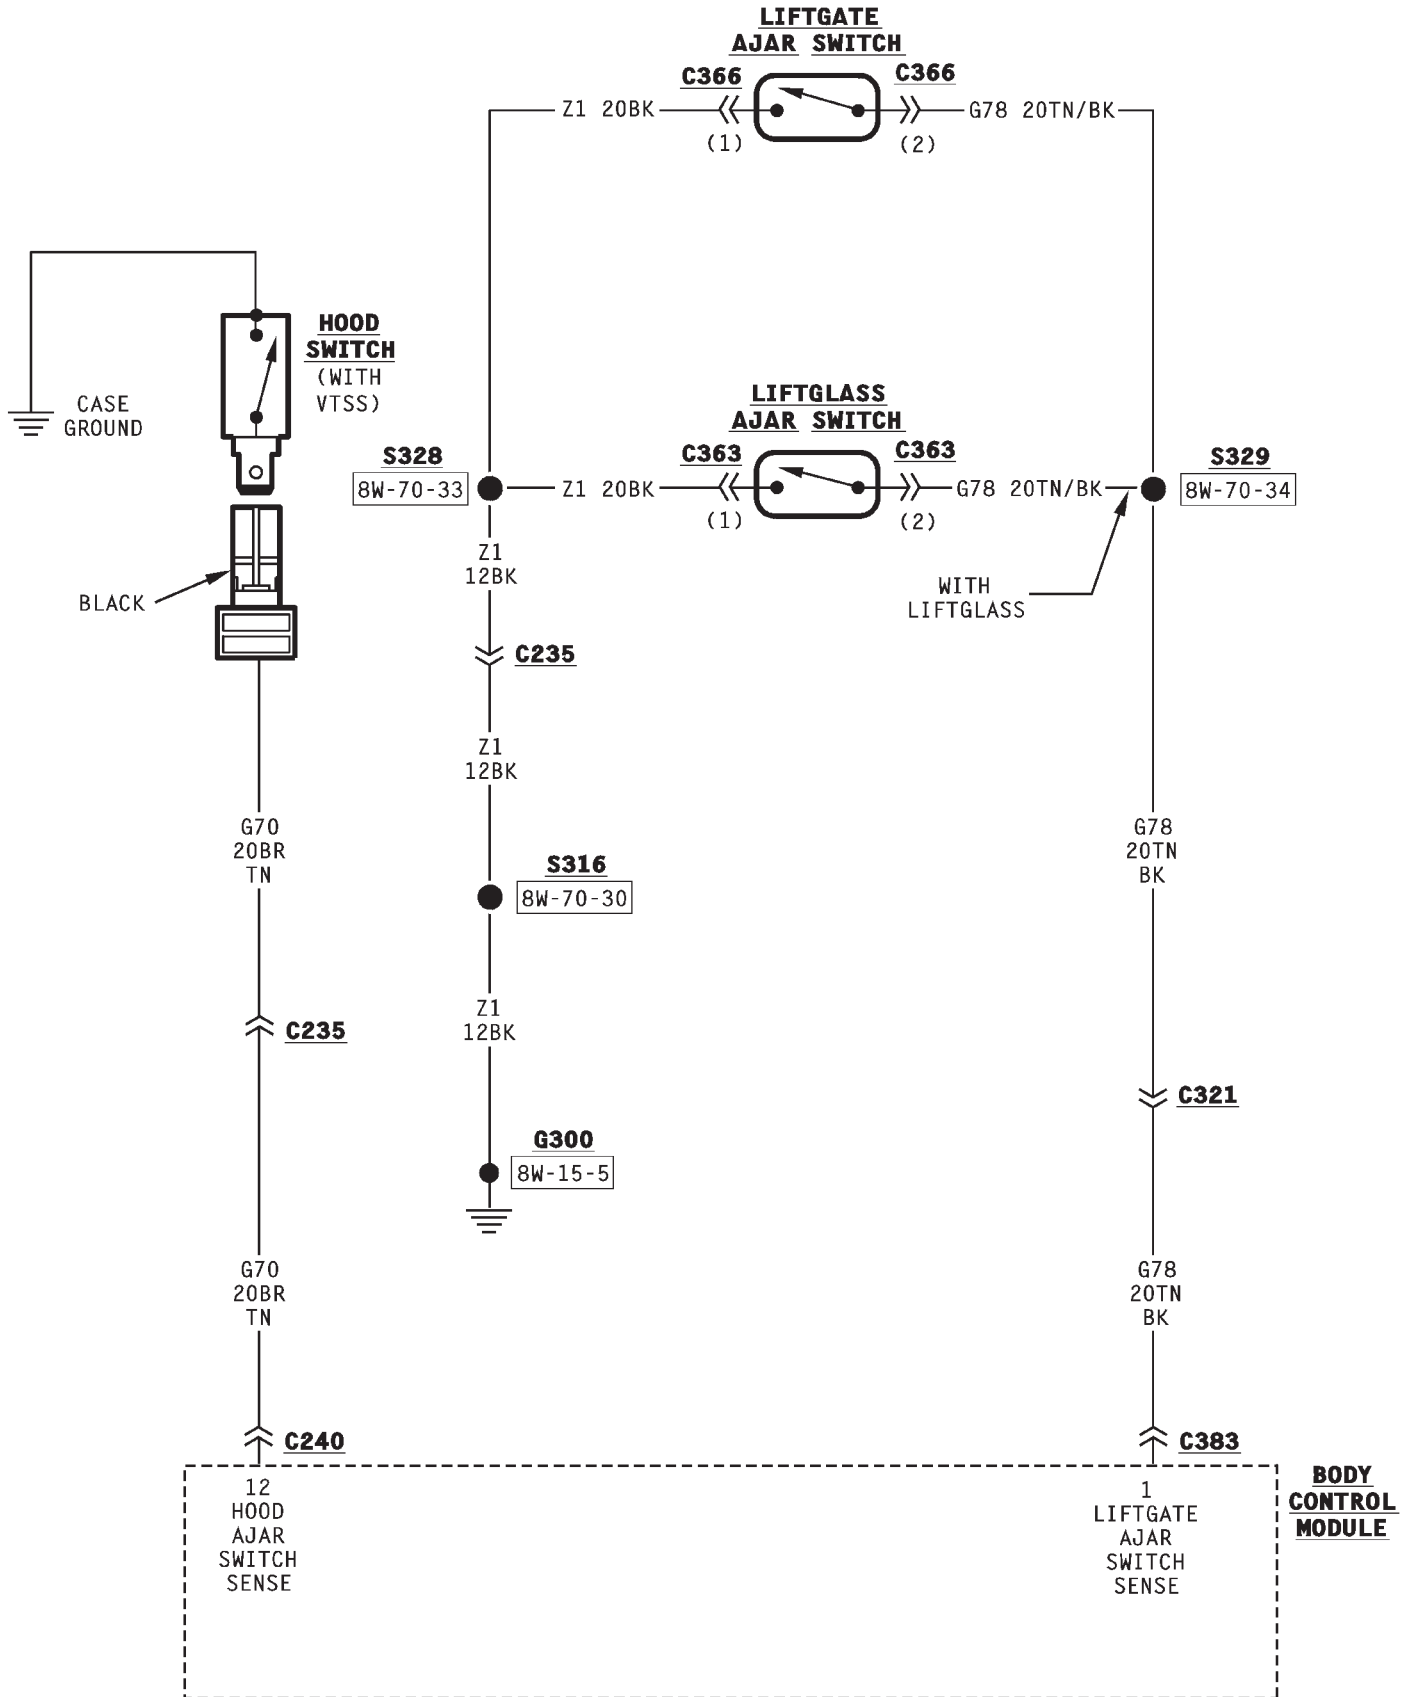 LIFTGATE
AJAR SWITCH
C366
C366
Z1 20BK
G78 20TN/BK
(1)
(2)
HOOD
SWITCH
(WITH
VTSS)
CASE
GROUND
LIFTGLASS
AJAR SWITCH
C363
C363
S328
8W-70-33
Z1 20BK
G78 20TN/BK
(1)
(2)
S329
8W-70-34
Z1
12BK
WITH
LIFTGLASS
BLACK
C235
Z1
12BK
G70
20BR
TN
S316
8W-70-30
G78
20TN
BK
Z1
12BK
C235
C321
G300
8W-15-5
G70
20BR
TN
G78
20TN
BK
C240
C383
12
HOOD
AJAR
SWITCH
SENSE
1
LIFTGATE
AJAR
SWITCH
SENSE
BODY
CONTROL
MODULE